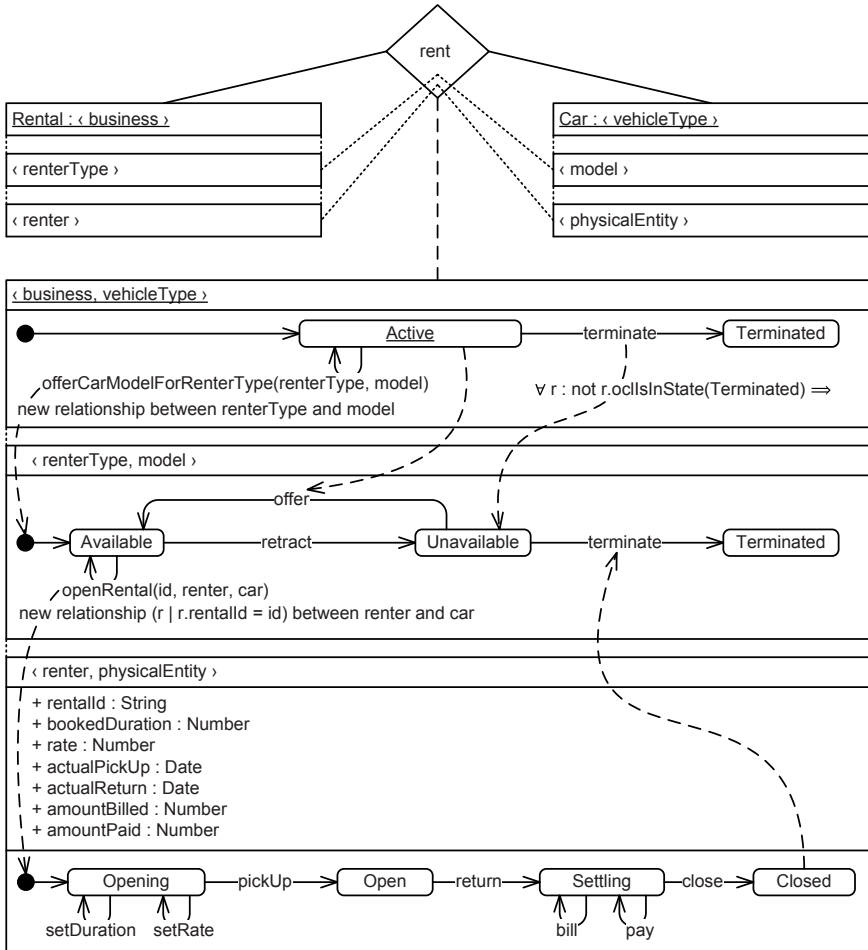 rent
Rental : ‹ business ›
Car : ‹ vehicleType ›
‹ renterType ›
‹ model ›
‹ renter ›
‹ physicalEntity ›
‹ business, vehicleType ›
Active
terminate
Terminated
offerCarModelForRenterType(renterType, model)
∀ r : not r.oclIsInState(Terminated) ⇒
new relationship between renterType and model
‹ renterType, model ›
offer
Available
retract
Unavailable
terminate
Terminated
openRental(id, renter, car)
new relationship (r | r.rentalId = id) between renter and car
‹ renter, physicalEntity ›
+ rentalId : String
+ bookedDuration : Number
+ rate : Number
+ actualPickUp : Date
+ actualReturn : Date
+ amountBilled : Number
+ amountPaid : Number
Opening
pickUp
Open
return
Settling
close
Closed
setDuration
setRate
bill
pay